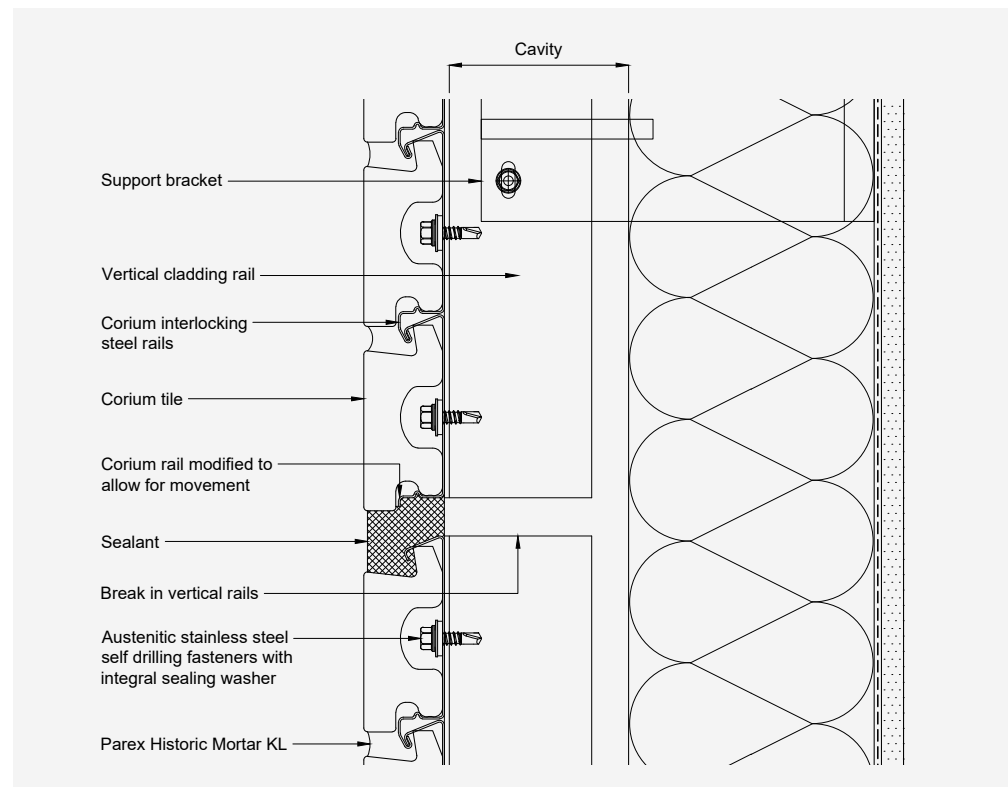 Cavity
Support bracket
Vertical cladding rail
Corium interlocking
steel rails
Corium tile
Corium rail modified to
allow for movement
Sealant
Break in vertical rails
Austenitic stainless steel
self drilling fasteners with
integral sealing washer
Parex Historic Mortar KL